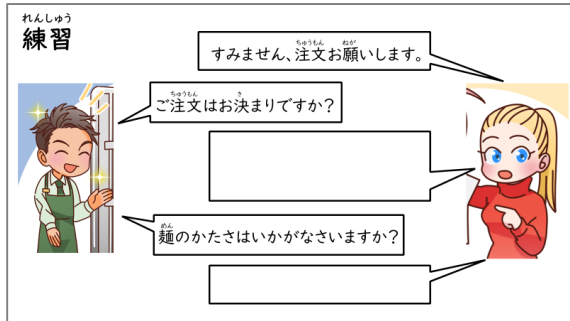 れんしゅう
練習
ちゅうもん ねが
すみません、注文お願いします。
ちゅうもん き
ご注文はお決まりですか？
めん
麺のかたさはいかがなさいますか？